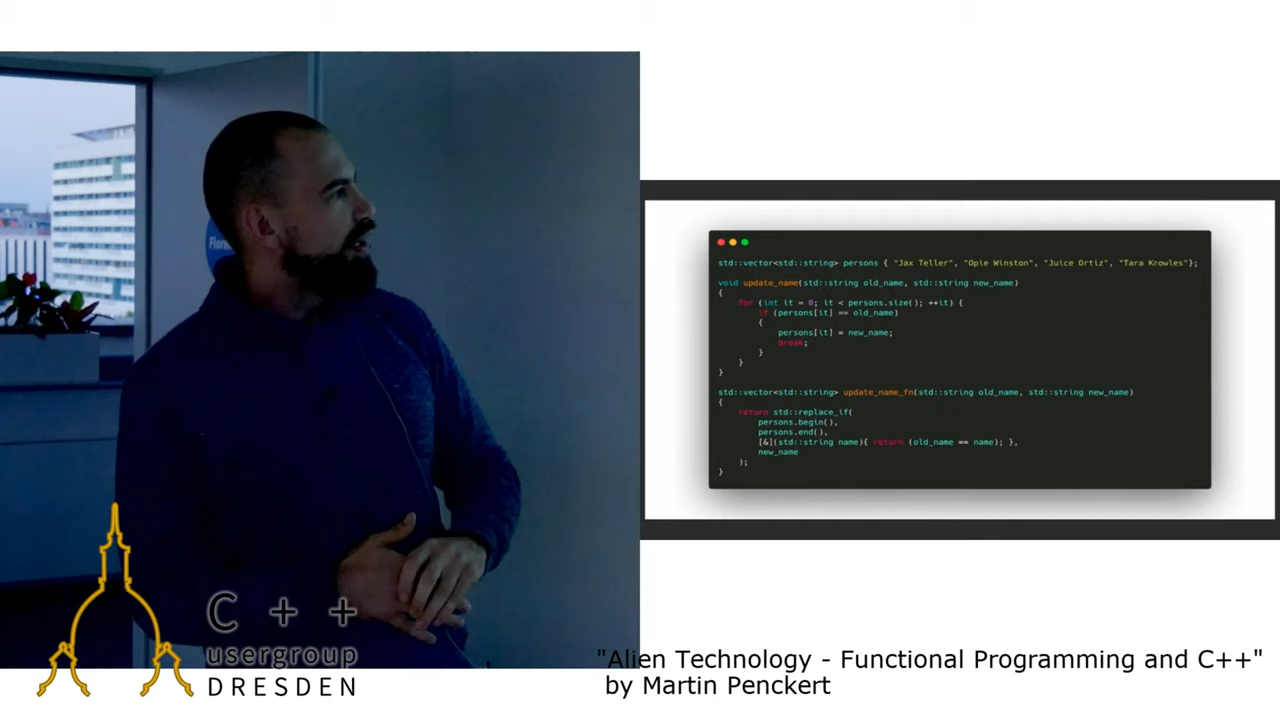 Flore
std::vector<std::string> persons { "Jax Teller", "Opie Winston", "Juice Ortiz", "Tara Knowles"};
void update_name(std::string old_name, std::string new_name)
{
for (int it = 0; it < persons.size(); ++it) {
if (persons[it] == old_name)
{
persons[it] = new_name;
break;
}
}
}
std::vector<std::string> update_name_fn(std::string old_name, std::string new_name)
{
return std::replace_if(
persons.begin(),
persons.end(),
[&](std::string name){ return (old_name == name); },
new_name
);
}
C + +
usergroup
DRESDEN
"Alien Technology - Functional Programming and C++"
by Martin Penckert